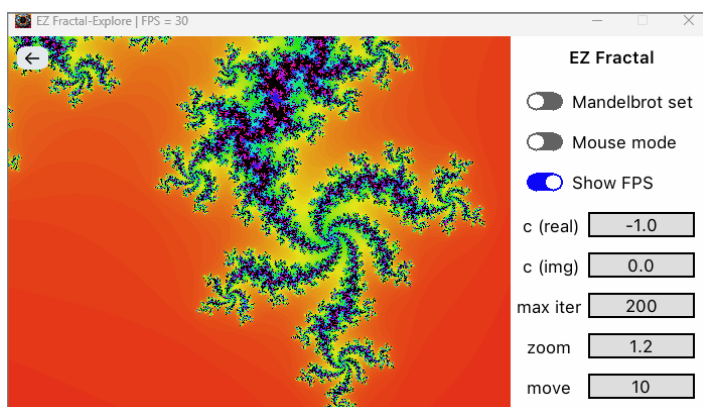 EZ Fractal-Explore | FPS = 30
EZ Fractal
Mandelbrot set
Mouse mode
Show FPS
c (real) -1.0
c (img) 0.0
max iter 200
zoom 1.2
move 10